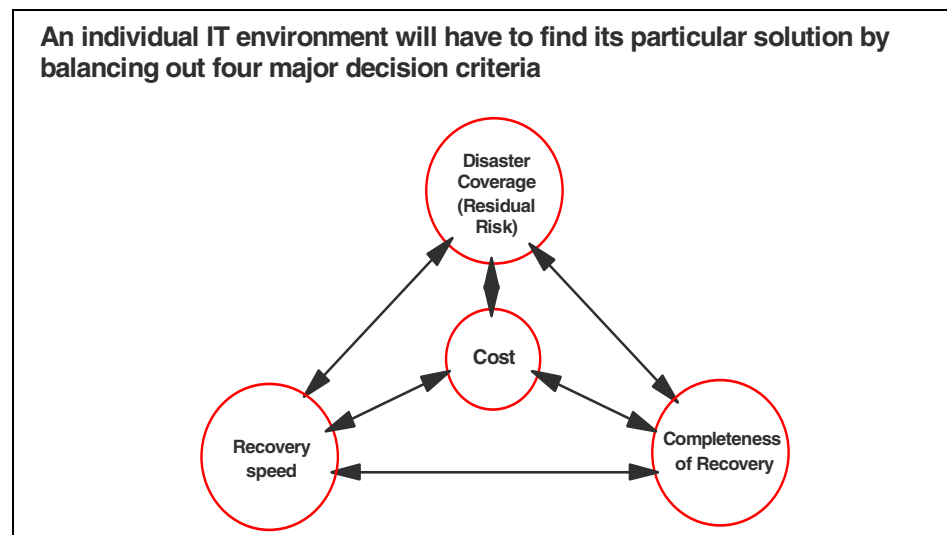 An individual IT environment will have to find its particular solution by
balancing out four major decision criteria
Disaster
Coverage
(Residual
Risk)
Cost
Recovery
speed
Completeness
of Recovery